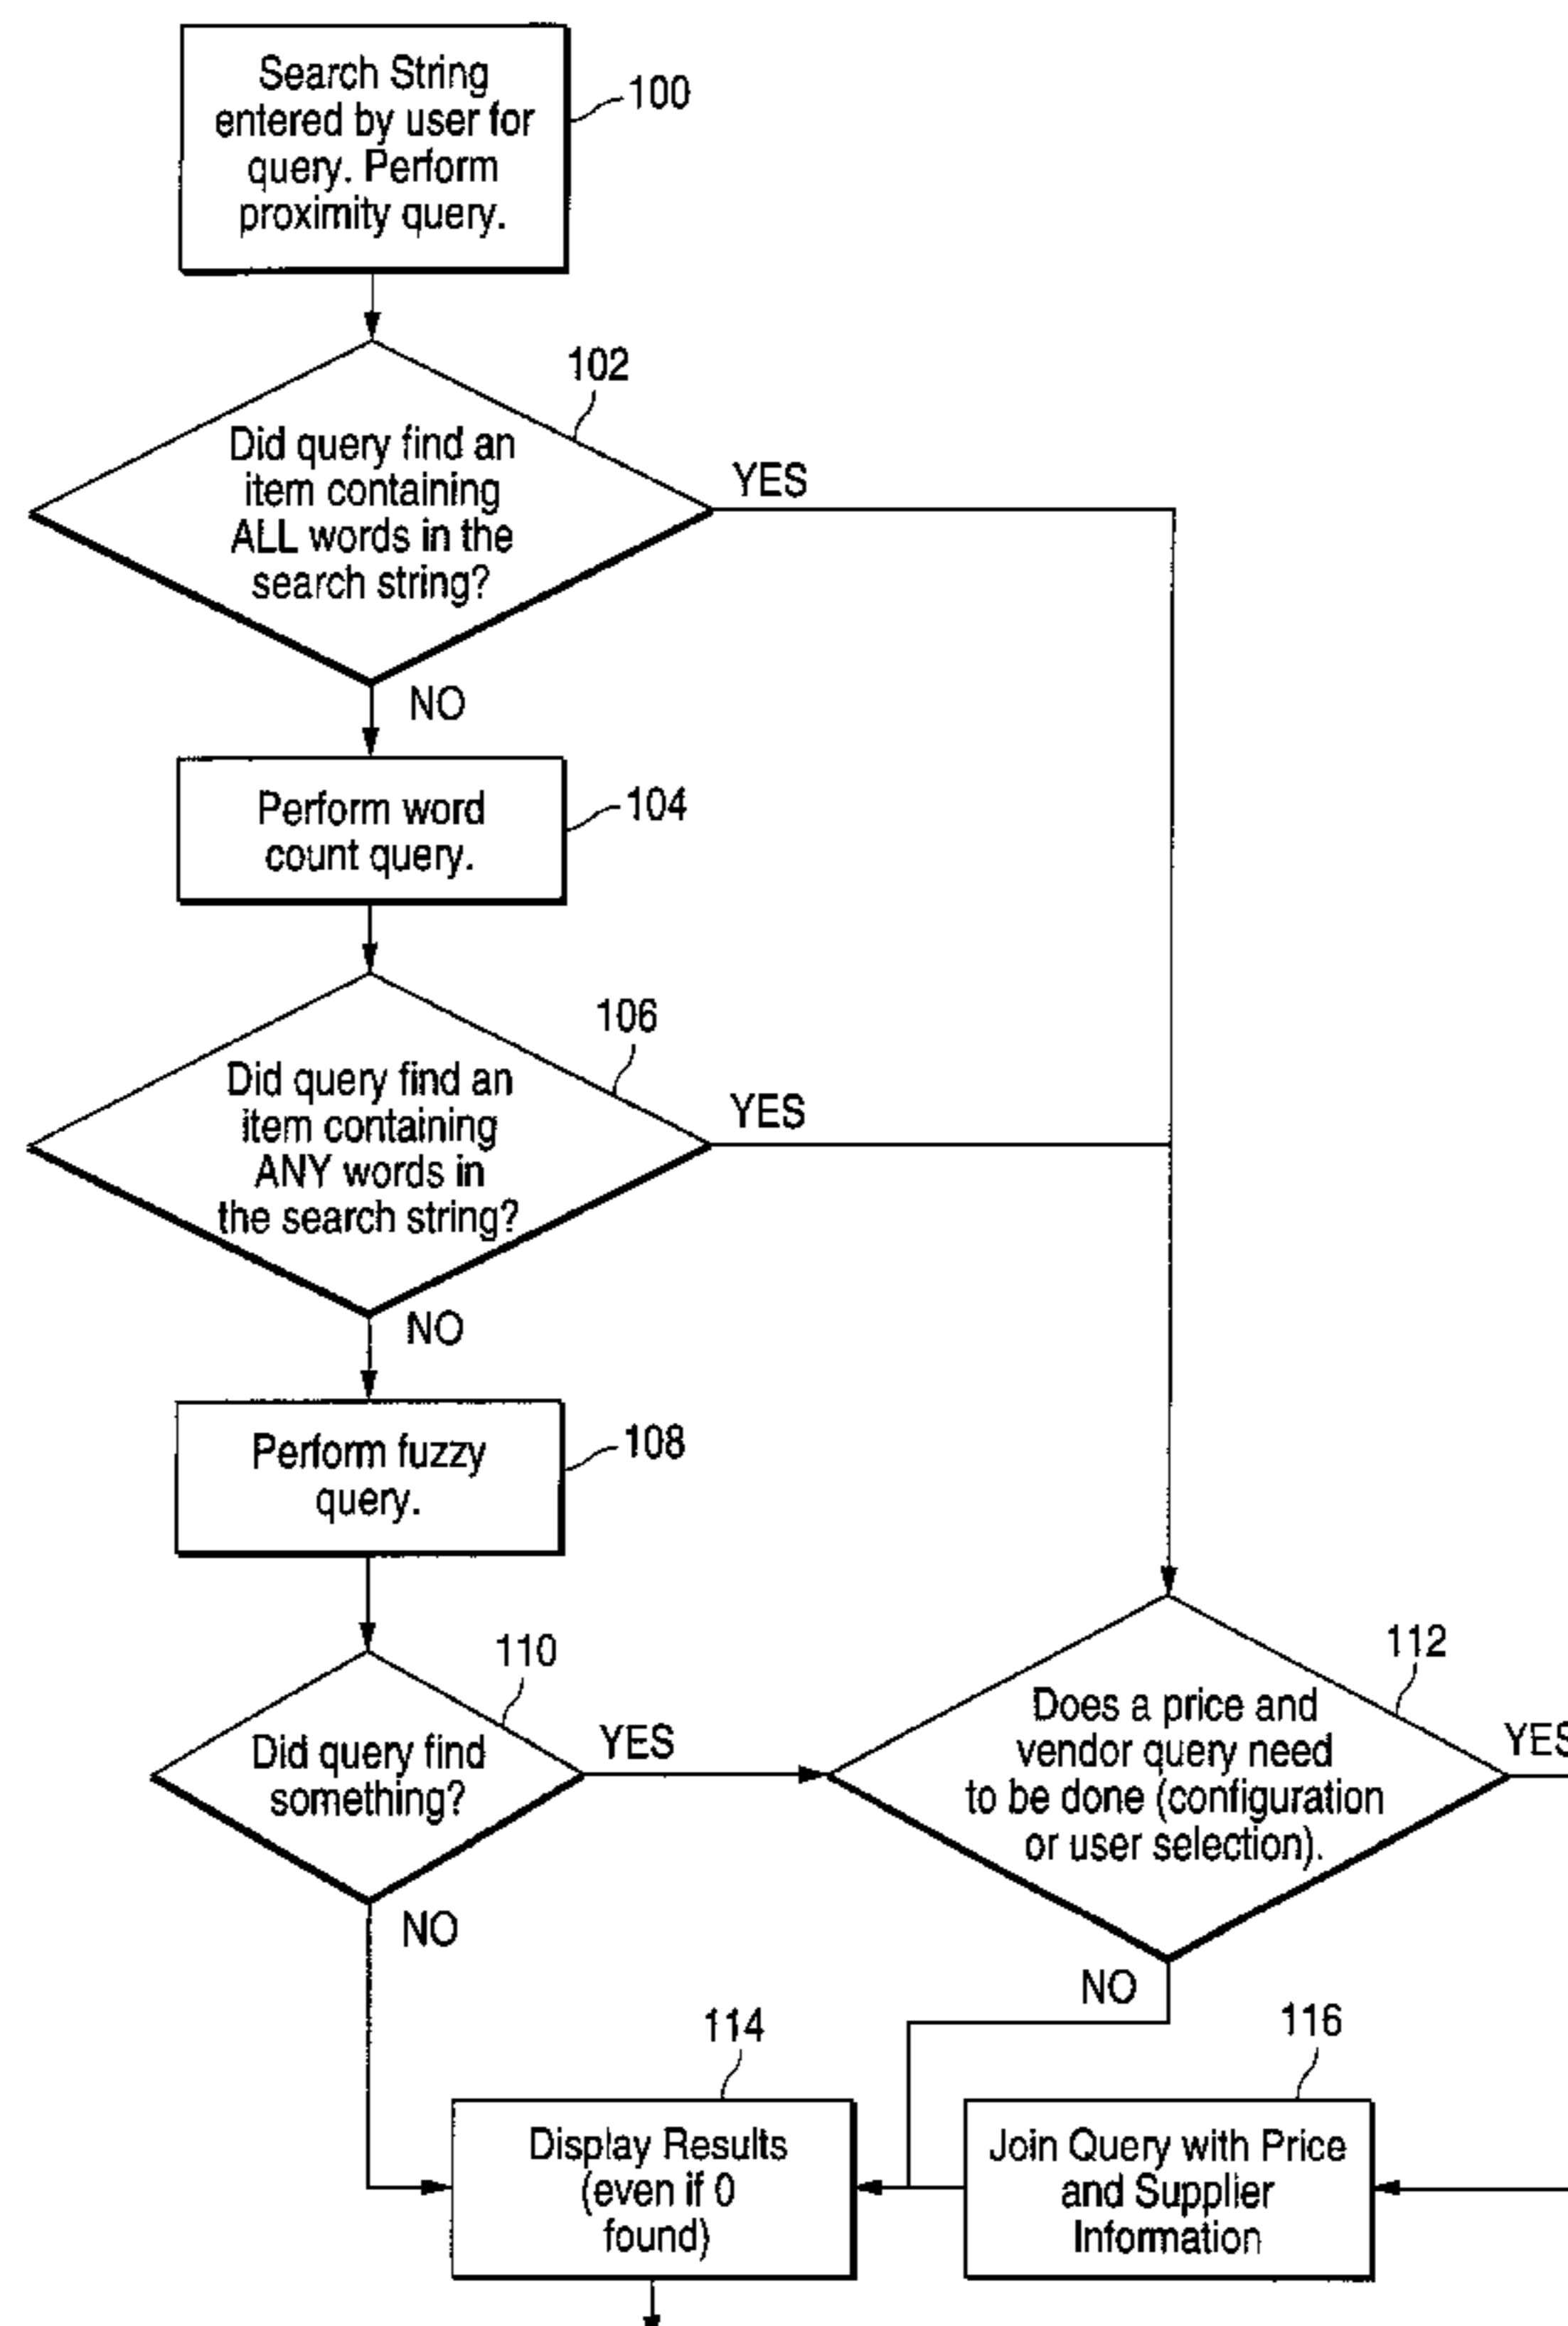 Search String
entered by user for
query. Perform
proximity query.
100
102
Did query find an
item containing
ALL words in the
search string?
YES
NO
Perform word
count query.
104
106
Did query find an
item containing
ANY words in
the search string?
YES
NO
Perform fuzzy
query.
108
110
Did query find
something?
YES
NO
112
Does a price and
vendor query need
to be done (configuration
or user selection).
YES
NO
114
Display Results
(even if 0
found)
116
Join Query with Price
and Supplier
Information